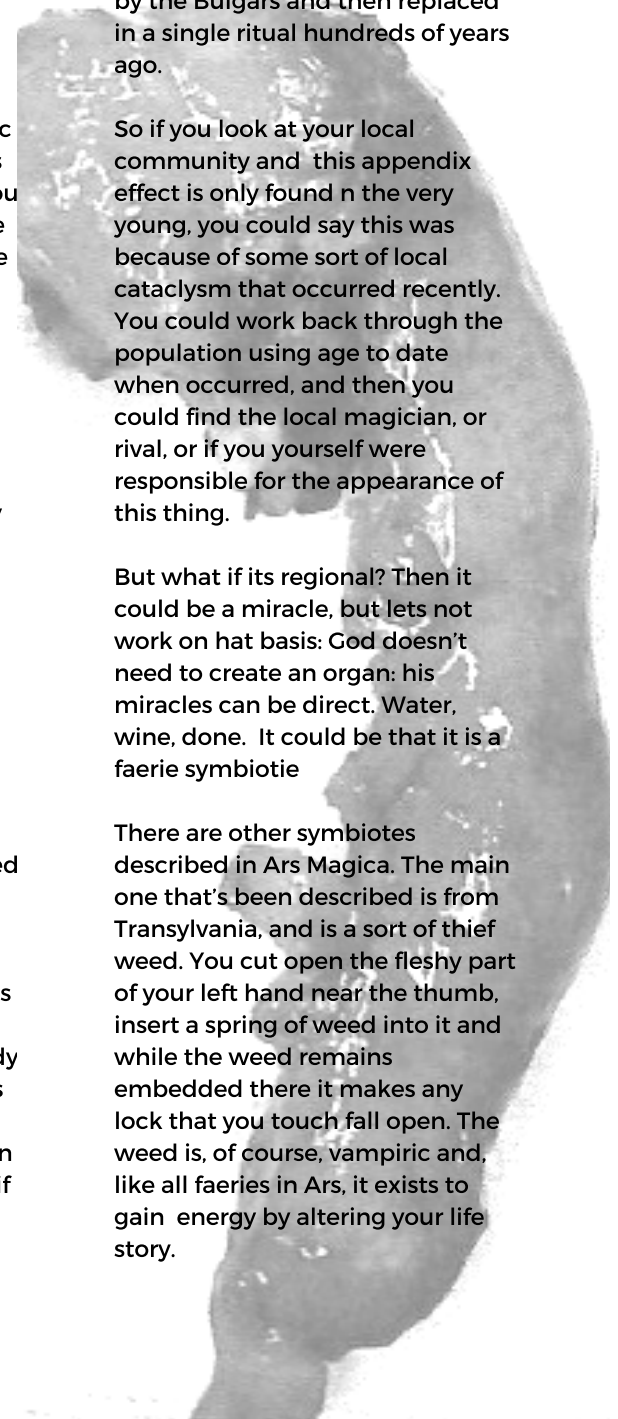 by the Bulgars and then replaced
in a single ritual hundreds of years
ago.
So if you look at your local
community and  this appendix
effect is only found n the very
young, you could say this was
because of some sort of local
cataclysm that occurred recently.
You could work back through the
population using age to date
when occurred, and then you
could find the local magician, or
rival, or if you yourself were
responsible for the appearance of
this thing.
But what if its regional? Then it
could be a miracle, but lets not
work on hat basis: God doesn’t
need to create an organ: his
miracles can be direct. Water,
wine, done.  It could be that it is a
faerie symbiotie
There are other symbiotes
described in Ars Magica. The main
one that’s been described is from
Transylvania, and is a sort of thief
weed. You cut open the fleshy part
of your left hand near the thumb,
insert a spring of weed into it and
while the weed remains
embedded there it makes any
lock that you touch fall open. The
weed is, of course, vampiric and,
like all faeries in Ars, it exists to
gain  energy by altering your life
story.